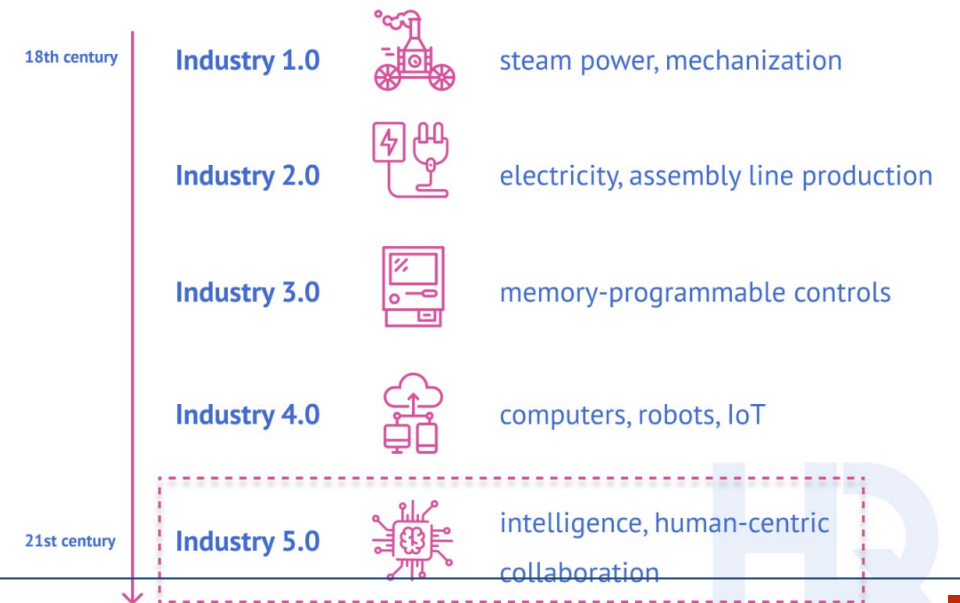 18th century
Industry 1.0
steam power, mechanization
Industry 2.0
electricity, assembly line production
Industry 3.0
memory-programmable controls
Industry 4.0
computers, robots, IoT
21st century
Industry 5.0
intelligence, human-centric
collaboration
HR